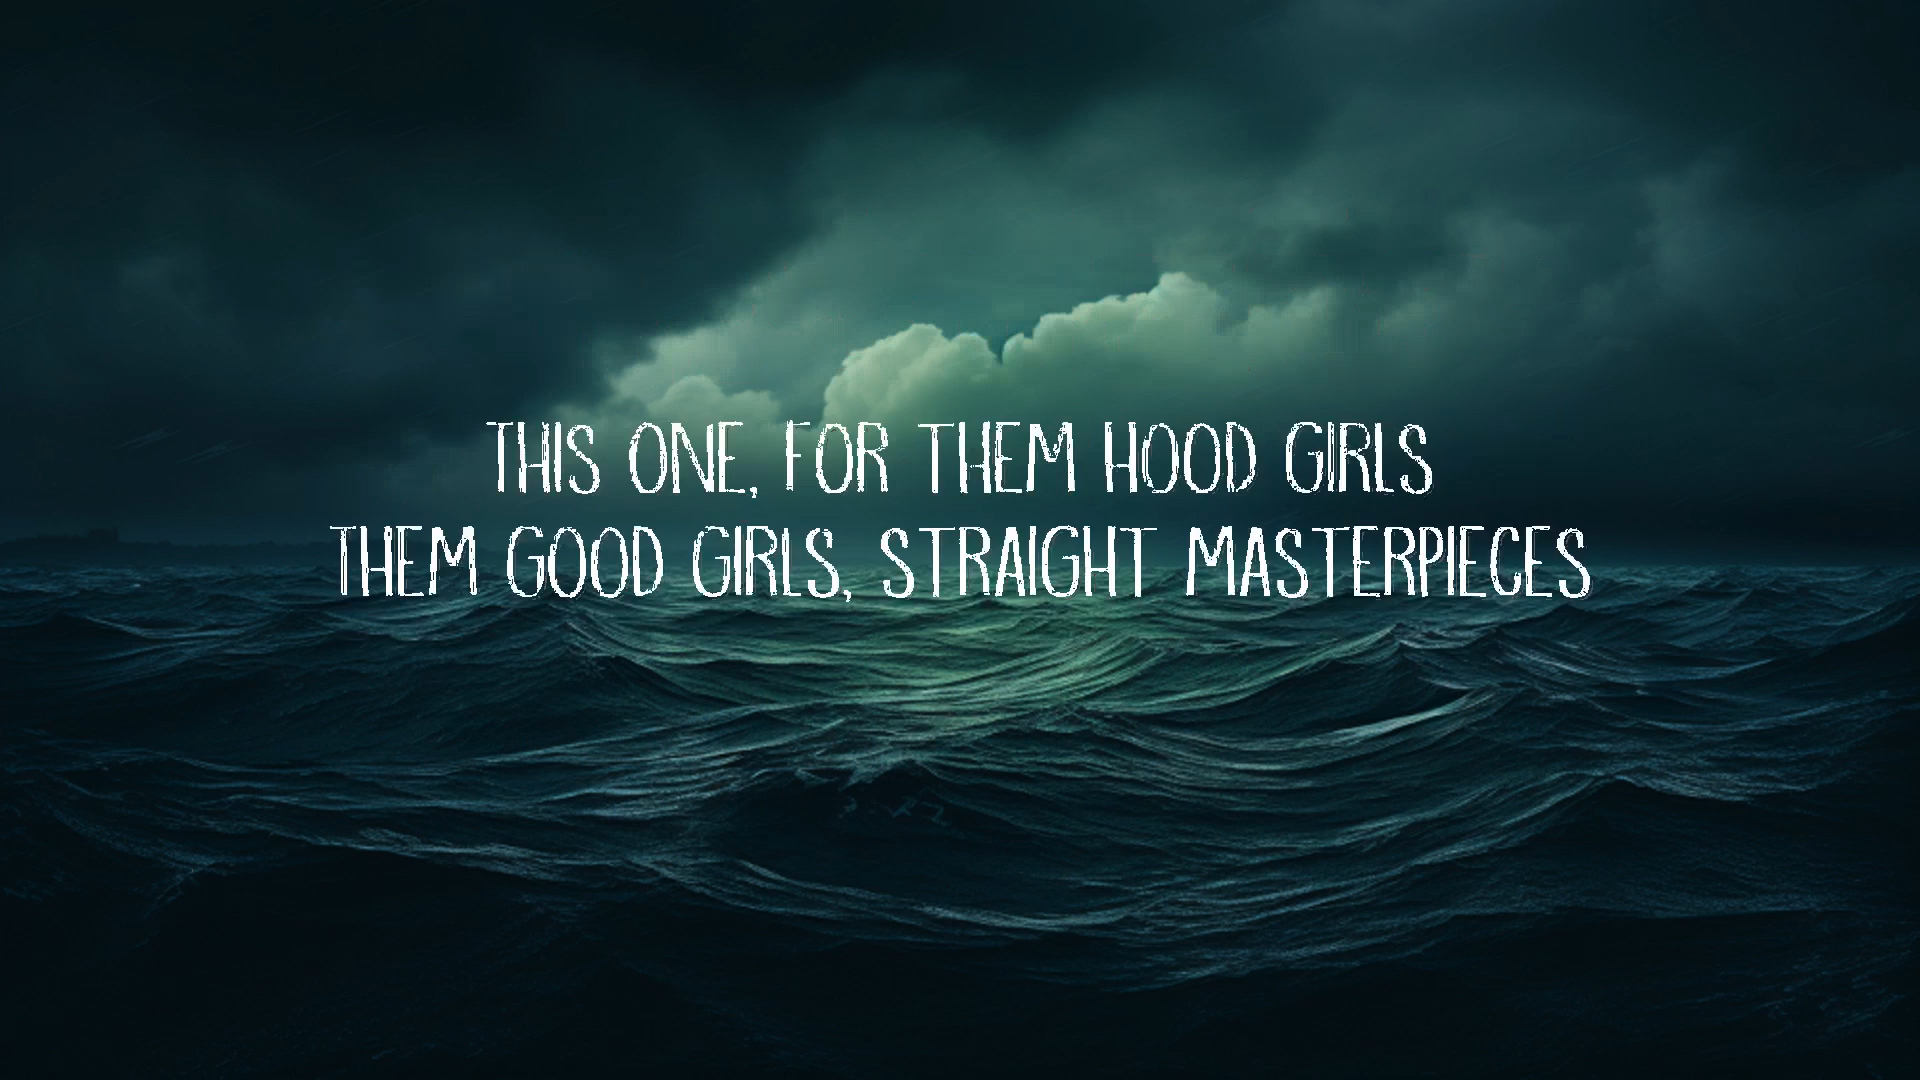 THIS ONE, FOR THEM HOOD GIRLS
THEM GOOD GIRLS, STRAIGHT MASTERPIECES